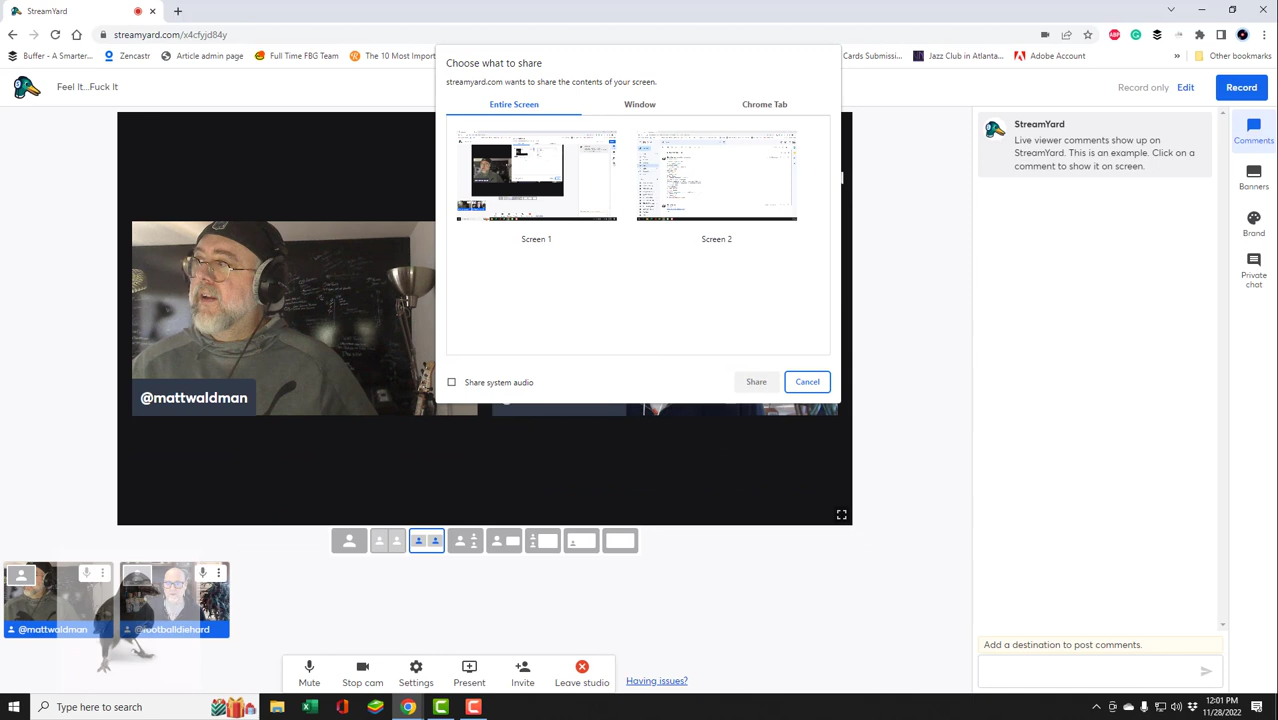 StreamYard
streamyard.com/x4cfyjd84y
Buffer - A Smarter...
Zencastr
Full Time FBG Team
The 10 Most Import...
Cards Submissi...
Jazz Club in Atlanta...
Adobe Account
Other bookmarks
Feel It...Fuck It
Record only
Edit
Record
Choose what to share
streamyard.com wants to share the contents of your screen.
Entire Screen
Window
Chrome Tab
Screen 1
Screen 2
Share system audio
Share
Cancel
@mattwaldman
StreamYard
Live viewer comments show up on
StreamYard. This is an example. Click on a
comment to show it on screen.
Comments
Banners
Brand
Private
chat
@mattwaldman
@footballdiehard
Add a destination to post comments.
Mute
Stop cam
Settings
Present
Invite
Leave studio
Having issues?
Type here to search
12:01 PM
11/28/2022